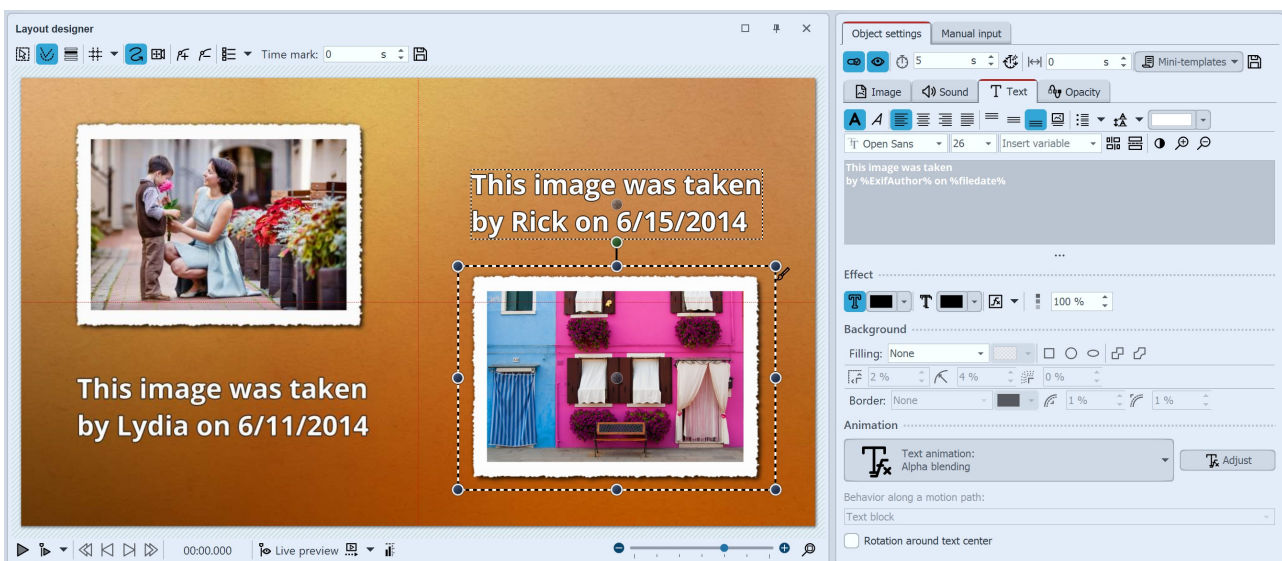 Layout designer
Time mark: 0 s
This image was taken
by Rick on 6/15/2014
This image was taken
by Lydia on 6/11/2014
00:00.000 Live preview
Object settings Manual input
5 s 0 s Mini-templates
Image Sound Text Opacity
Open Sans 26 Insert variable
This image was taken
by %ExifAuthor% on %filedate%
...
Effect
100 %
Background
Filling: None
2 % 4 % 0 %
Border: None 1 % 1 %
Animation
Text animation:
Alpha blending
Adjust
Behavior along a motion path:
Text block
Rotation around text center